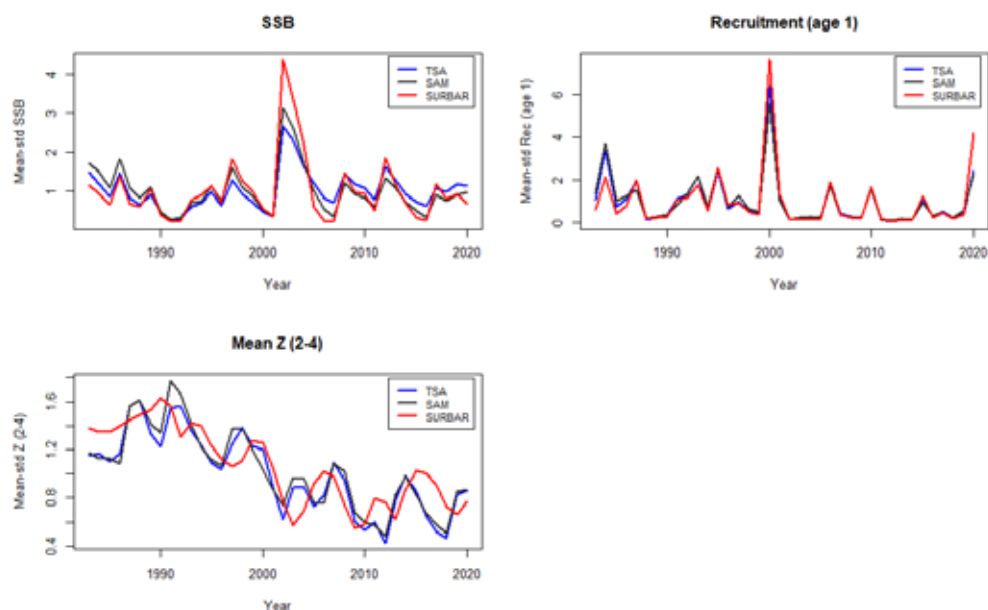 SSB
Mean-std SSB
4
3
2
1
TSA
SAM
SURBAR
1990
2000
2010
2020
Year
Recruitment (age 1)
Mean-std Rec (age 1)
6
4
2
0
TSA
SAM
SURBAR
1990
2000
2010
2020
Year
Mean Z (2-4)
Mean-std Z (2-4)
1.6
1.2
0.8
0.4
TSA
SAM
SURBAR
1990
2000
2010
2020
Year